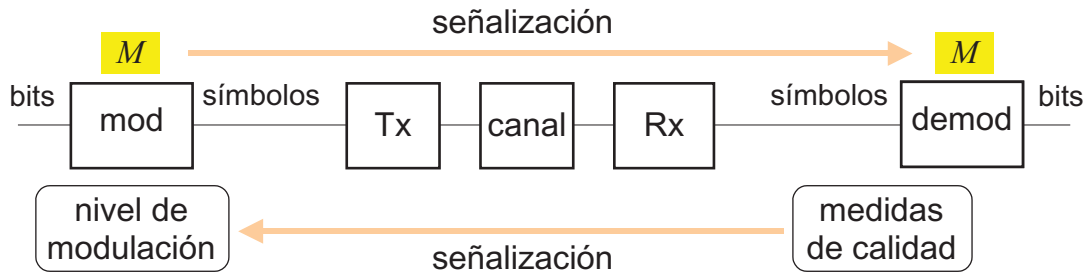 señalización
M
M
bits
mod
símbolos
Tx
canal
Rx
símbolos
demod
bits
nivel de
modulación
señalización
medidas
de calidad